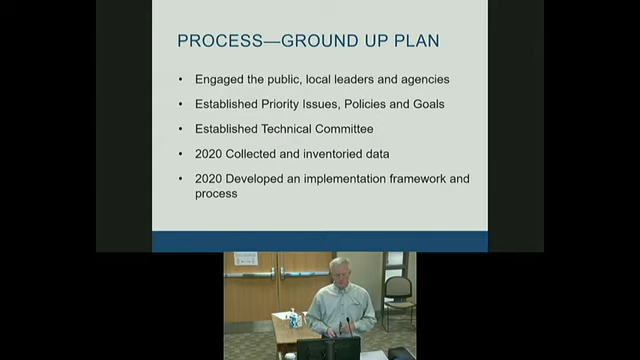 PROCESS—GROUND UP PLAN
• Engaged the public, local leaders and agencies
• Established Priority Issues, Policies and Goals
• Established Technical Committee
• 2020 Collected and inventoried data
• 2020 Developed an implementation framework and
process